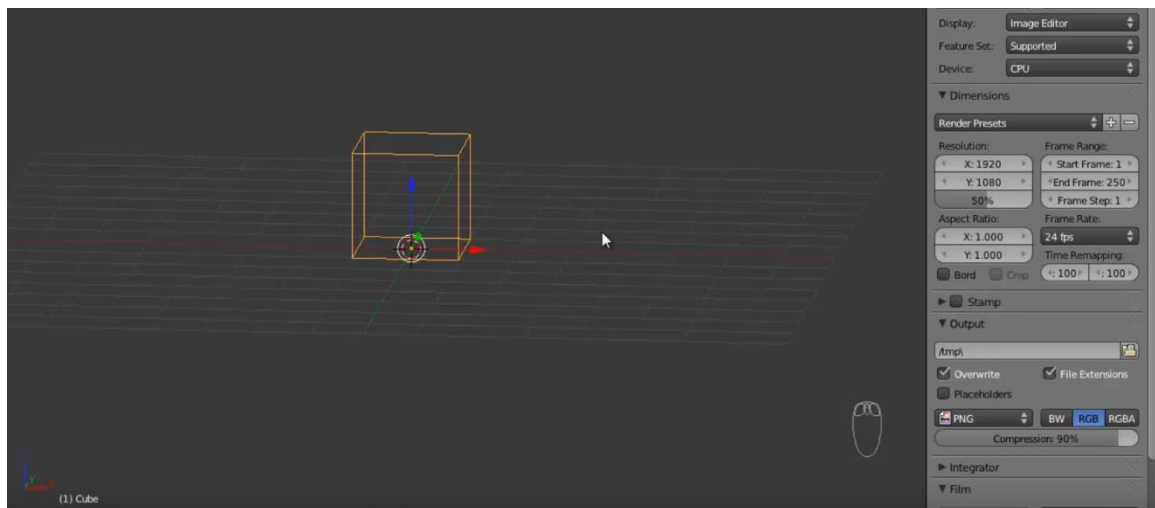 Display: Image Editor
Feature Set: Supported
Device: CPU
Dimensions
Render Presets
Resolution: Frame Range:
X: 1920 Start Frame: 1
Y: 1080 End Frame: 250
50% Frame Step: 1
Aspect Ratio: Frame Rate:
X: 1.000 24 fps
Y: 1.000 Time Remapping:
Bord Crop : 100 : 100
Stamp
Output
/tmp\
Overwrite File Extensions
Placeholders
PNG BW RGB RGBA
Compression: 90%
Integrator
Film
y
(1) Cube